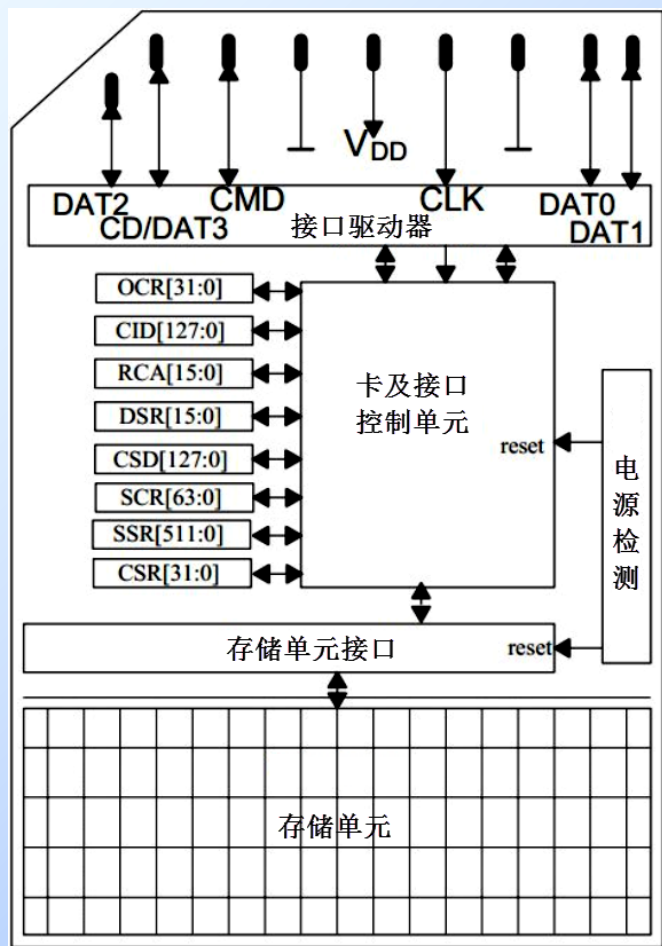 V_DD
DAT2
CMD
CLK
DAT0
CD/DAT3
接口驱动器
DAT1
OCR[31:0]
CID[127:0]
RCA[15:0]
DSR[15:0]
CSD[127:0]
SCR[63:0]
SSR[511:0]
CSR[31:0]
卡及接口
控制单元
reset
电源检测
存储单元接口
reset
存储单元